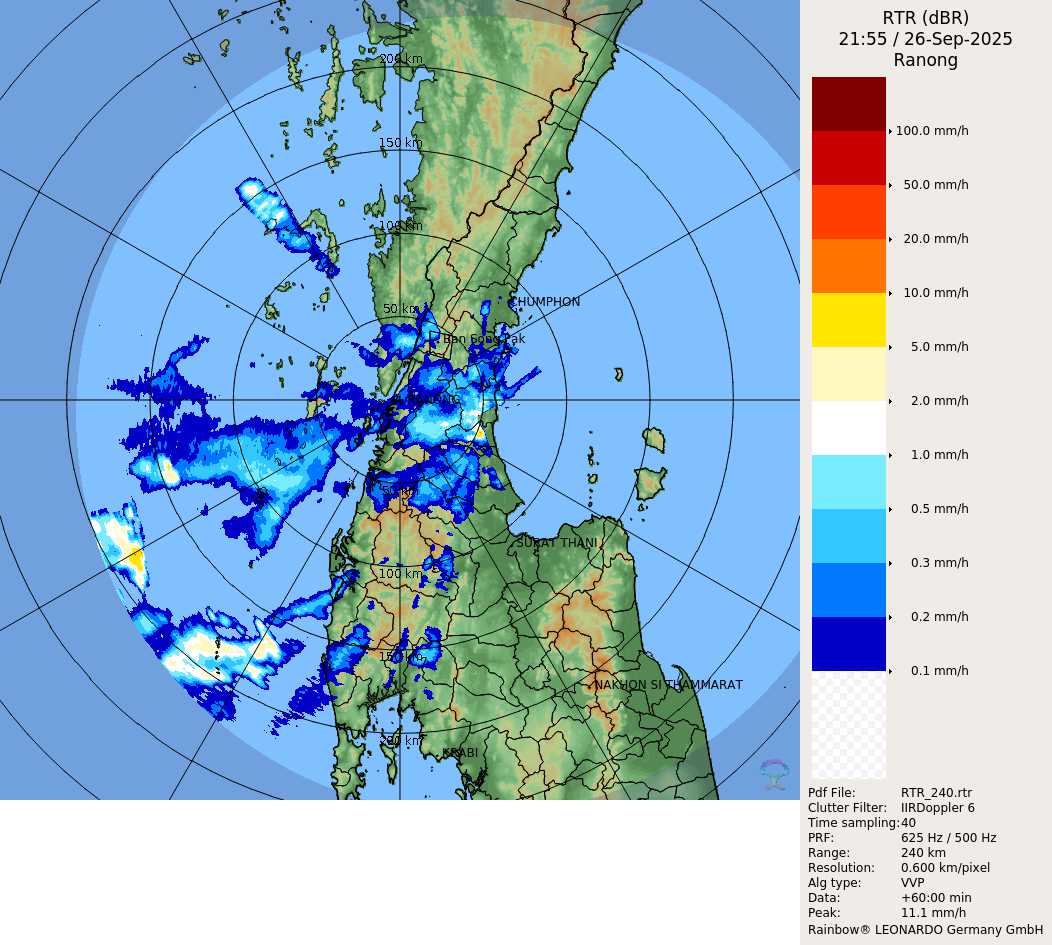 RTR (dBR)
21:55 / 26-Sep-2025
Ranong
200 km
150 km
100 km
50 km
CHUMPHON
Ban Song Pak
RANONG
50 km
SURAT THANI
100 km
150 km
NAKHON SI THAMMARAT
200 km
KRABI
100.0 mm/h
50.0 mm/h
20.0 mm/h
10.0 mm/h
5.0 mm/h
2.0 mm/h
1.0 mm/h
0.5 mm/h
0.3 mm/h
0.2 mm/h
0.1 mm/h
Pdf File: RTR_240.rtr
Clutter Filter: IIRDoppler 6
Time sampling:40
PRF: 625 Hz / 500 Hz
Range: 240 km
Resolution: 0.600 km/pixel
Alg type: VVP
Data: +60:00 min
Peak: 11.1 mm/h
Rainbow® LEONARDO Germany GmbH